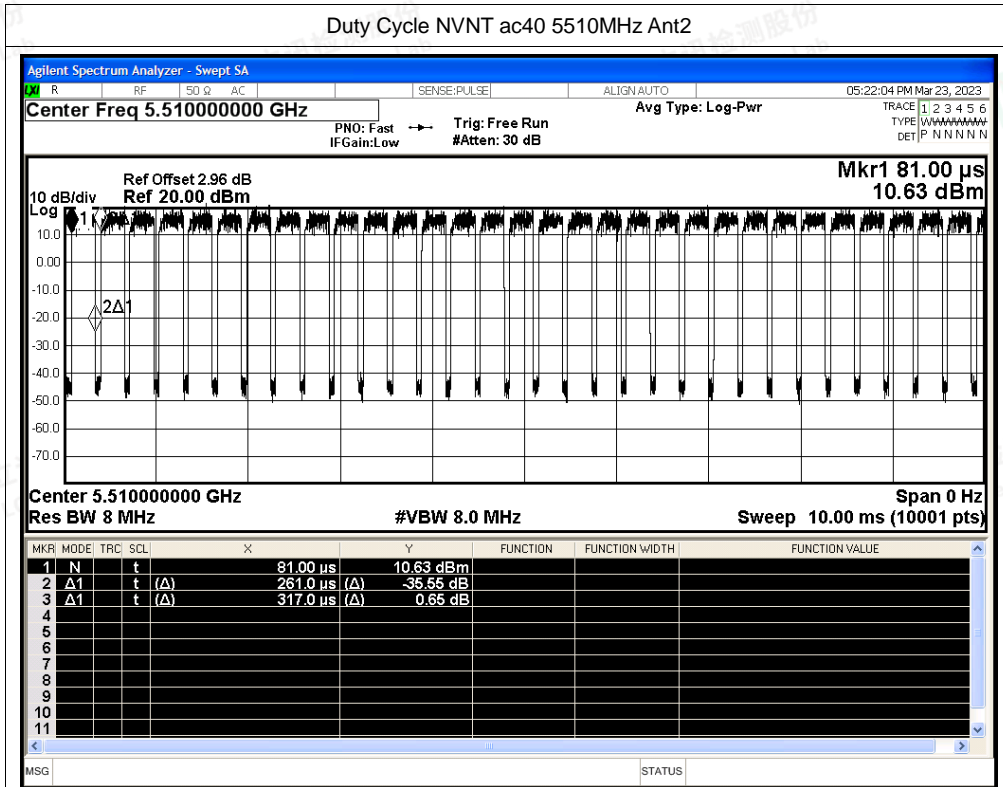 Duty Cycle NVNT ac40 5510MHz Ant2
Agilent Spectrum Analyzer - Swept SA
LXI R RF 50 Ω AC SENSE:PULSE ALIGN AUTO 05:22:04 PM Mar 23, 2023
Center Freq 5.510000000 GHz Avg Type: Log-Pwr TRACE 1 2 3 4 5 6
PNO: Fast Trig: Free Run TYPE
IFGain:Low #Atten: 30 dB DET P N N N N N
Mkr1 81.00 µs
Ref Offset 2.96 dB
10 dB/div Ref 20.00 dBm 10.63 dBm
Log
1
10.0
0.00
-10.0
2Δ1
-20.0
-30.0
-40.0
-50.0
-60.0
-70.0
Center 5.510000000 GHz Span 0 Hz
Res BW 8 MHz #VBW 8.0 MHz Sweep 10.00 ms (10001 pts)
MKR MODE TRC SCL X Y FUNCTION FUNCTION WIDTH FUNCTION VALUE
1 N t 81.00 µs 10.63 dBm
2 Δ1 t (Δ) 261.0 µs (Δ) -35.55 dB
3 Δ1 t (Δ) 317.0 µs (Δ) 0.65 dB
4
5
6
7
8
9
10
11
MSG STATUS